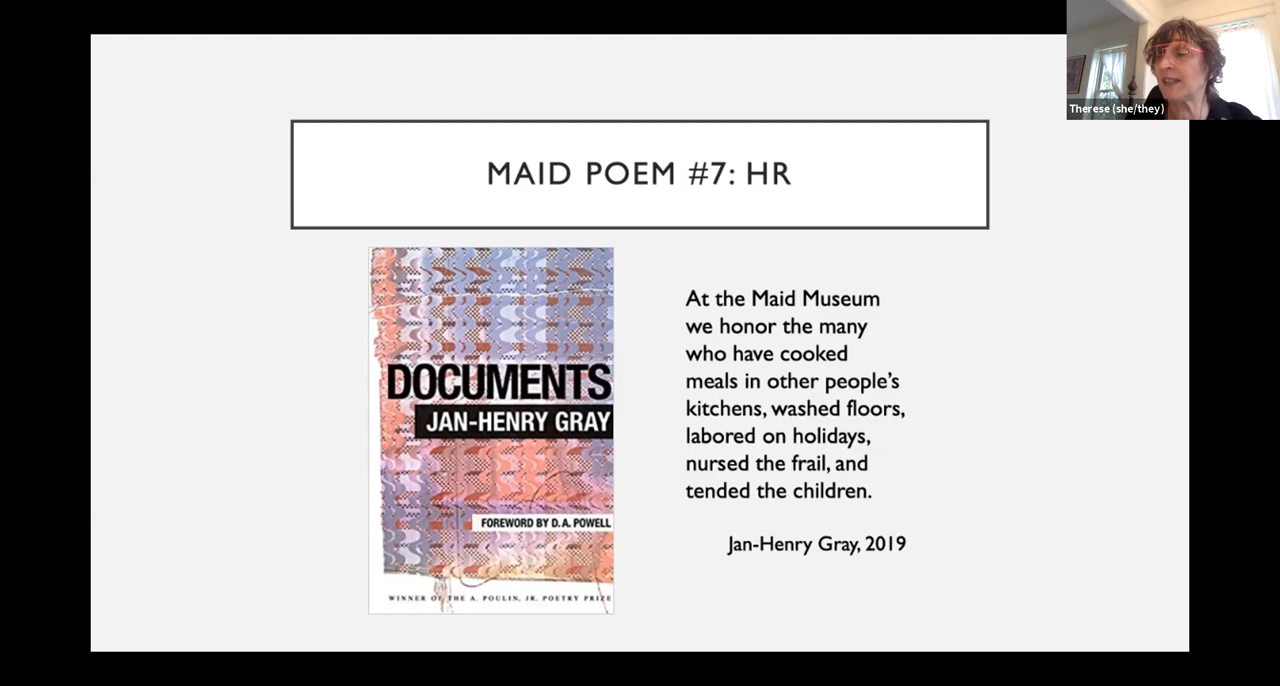 MAID POEM #7: HR
DOCUMENTS
JAN-HENRY GRAY
FOREWORD BY D. A. POWELL
WINNER OF THE A. POULIN, JR. POETRY PRIZE
At the Maid Museum
we honor the many
who have cooked
meals in other people’s
kitchens, washed floors,
labored on holidays,
nursed the frail, and
tended the children.
Jan-Henry Gray, 2019
Therese (she/they)